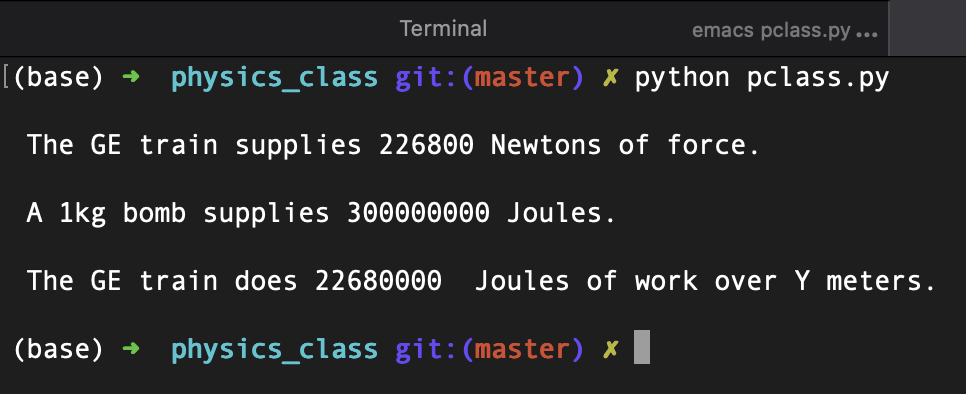 Terminal
emacs pclass.py ...
[(base) ➜ physics_class git:(master) ✗ python pclass.py
The GE train supplies 226800 Newtons of force.
A 1kg bomb supplies 300000000 Joules.
The GE train does 22680000  Joules of work over Y meters.
(base) ➜ physics_class git:(master) ✗